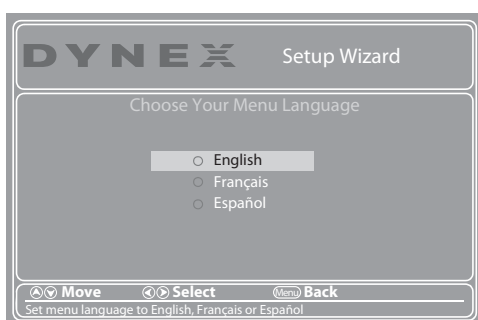 DYNEX Setup Wizard
Choose Your Menu Language
English
Français
Español
Move Select Menu Back
Set menu language to English, Français or Español